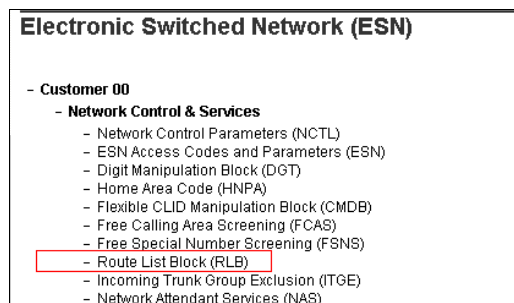 Electronic Switched Network (ESN)
- Customer 00
- Network Control & Services
- Network Control Parameters (NCTL)
- ESN Access Codes and Parameters (ESN)
- Digit Manipulation Block (DGT)
- Home Area Code (HNPA)
- Flexible CLID Manipulation Block (CMDB)
- Free Calling Area Screening (FCAS)
- Free Special Number Screening (FSNS)
- Route List Block (RLB)
- Incoming Trunk Group Exclusion (ITGE)
- Network Attendant Services (NAS)